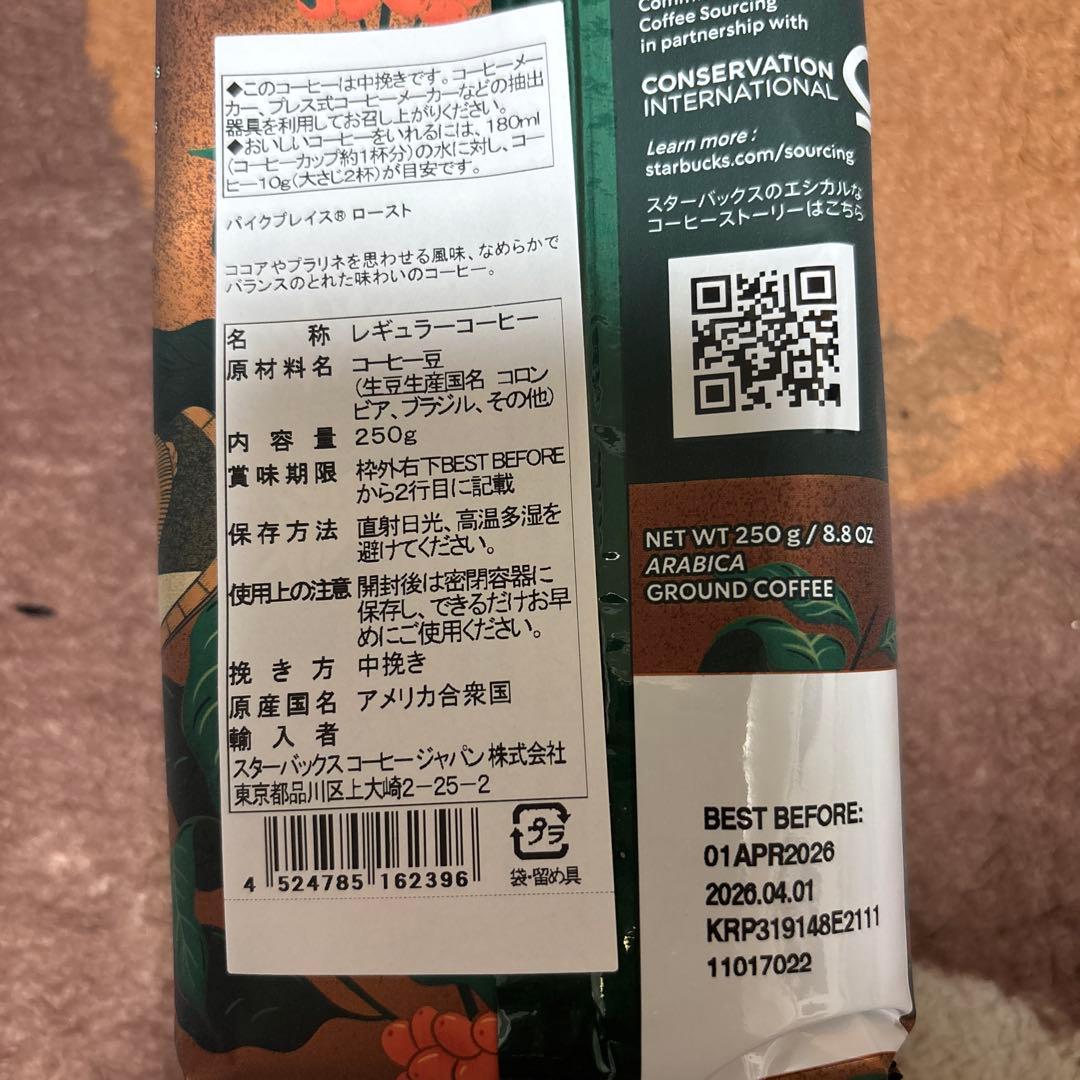 ◆このコーヒーは中挽きです。コーヒーメー
カー、プレス式コーヒーメーカーなどの抽出
器具を利用してお召し上がりください。
◆おいしいコーヒーをいれるには、180ml
(コーヒーカップ約1杯分)の水に対し、コー
ヒー10g(大さじ2杯)が目安です。
パイクプレイス® ロースト
ココアやプラリネを思わせる風味、なめらかで
バランスのとれた味わいのコーヒー。
名称 レギュラーコーヒー
原材料名 コーヒー豆
(生豆生産国名 コロン
ビア、ブラジル、その他)
内容量 250g
賞味期限 枠外右下BEST BEFORE
から2行目に記載
保存方法 直射日光、高温多湿を
避けてください。
使用上の注意 開封後は密閉容器に
保存し、できるだけお早
めにご使用ください。
挽き方 中挽き
原産国名 アメリカ合衆国
輸入者
スターバックス コーヒー ジャパン 株式会社
東京都品川区上大崎2-25-2
4 524785 162396
プラ
袋・留め具
Coffee Sourcing
in partnership with
CONSERVATION
INTERNATIONAL
Learn more:
starbucks.com/sourcing
スターバックスのエシカルな
コーヒーストーリーはこちら
NET WT 250 g / 8.8 OZ
ARABICA
GROUND COFFEE
BEST BEFORE:
01APR2026
2026.04.01
KRP319148E2111
11017022